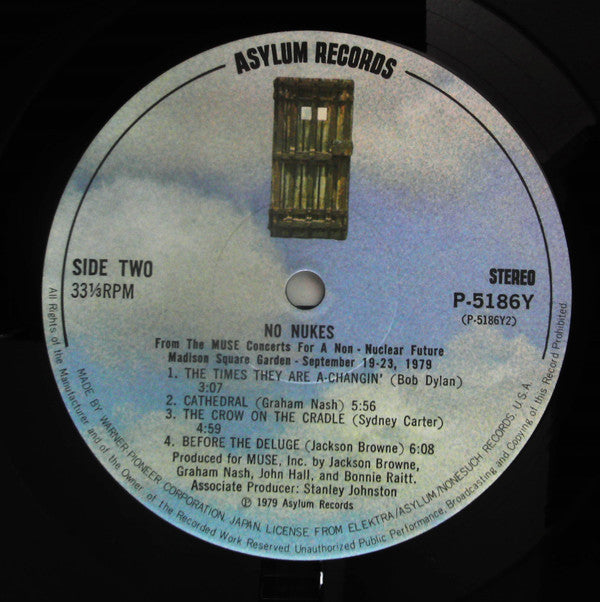 ASYLUM RECORDS
SIDE TWO
33⅓RPM
STEREO
P-5186Y
(P-5186Y2)
NO NUKES
From The MUSE Concerts For A Non - Nuclear Future
Madison Square Garden - September 19-23, 1979
1. THE TIMES THEY ARE A-CHANGIN' (Bob Dylan)
3:07
2. CATHEDRAL (Graham Nash) 5:56
3. THE CROW ON THE CRADLE (Sydney Carter)
4:59
4. BEFORE THE DELUGE (Jackson Browne) 6:08
Produced for MUSE, Inc. by Jackson Browne,
Graham Nash, John Hall, and Bonnie Raitt.
Associate Producer: Stanley Johnston
Ⓟ 1979 Asylum Records
MADE BY WARNER-PIONEER CORPORATION, JAPAN. LICENSE FROM ELEKTRA/ASYLUM/NONESUCH RECORDS, U.S.A.
All Rights of the Manufacturer and of the Owner of the Recorded Work Reserved. Unauthorized Public Performance, Broadcasting and Copying of this Record Prohibited.